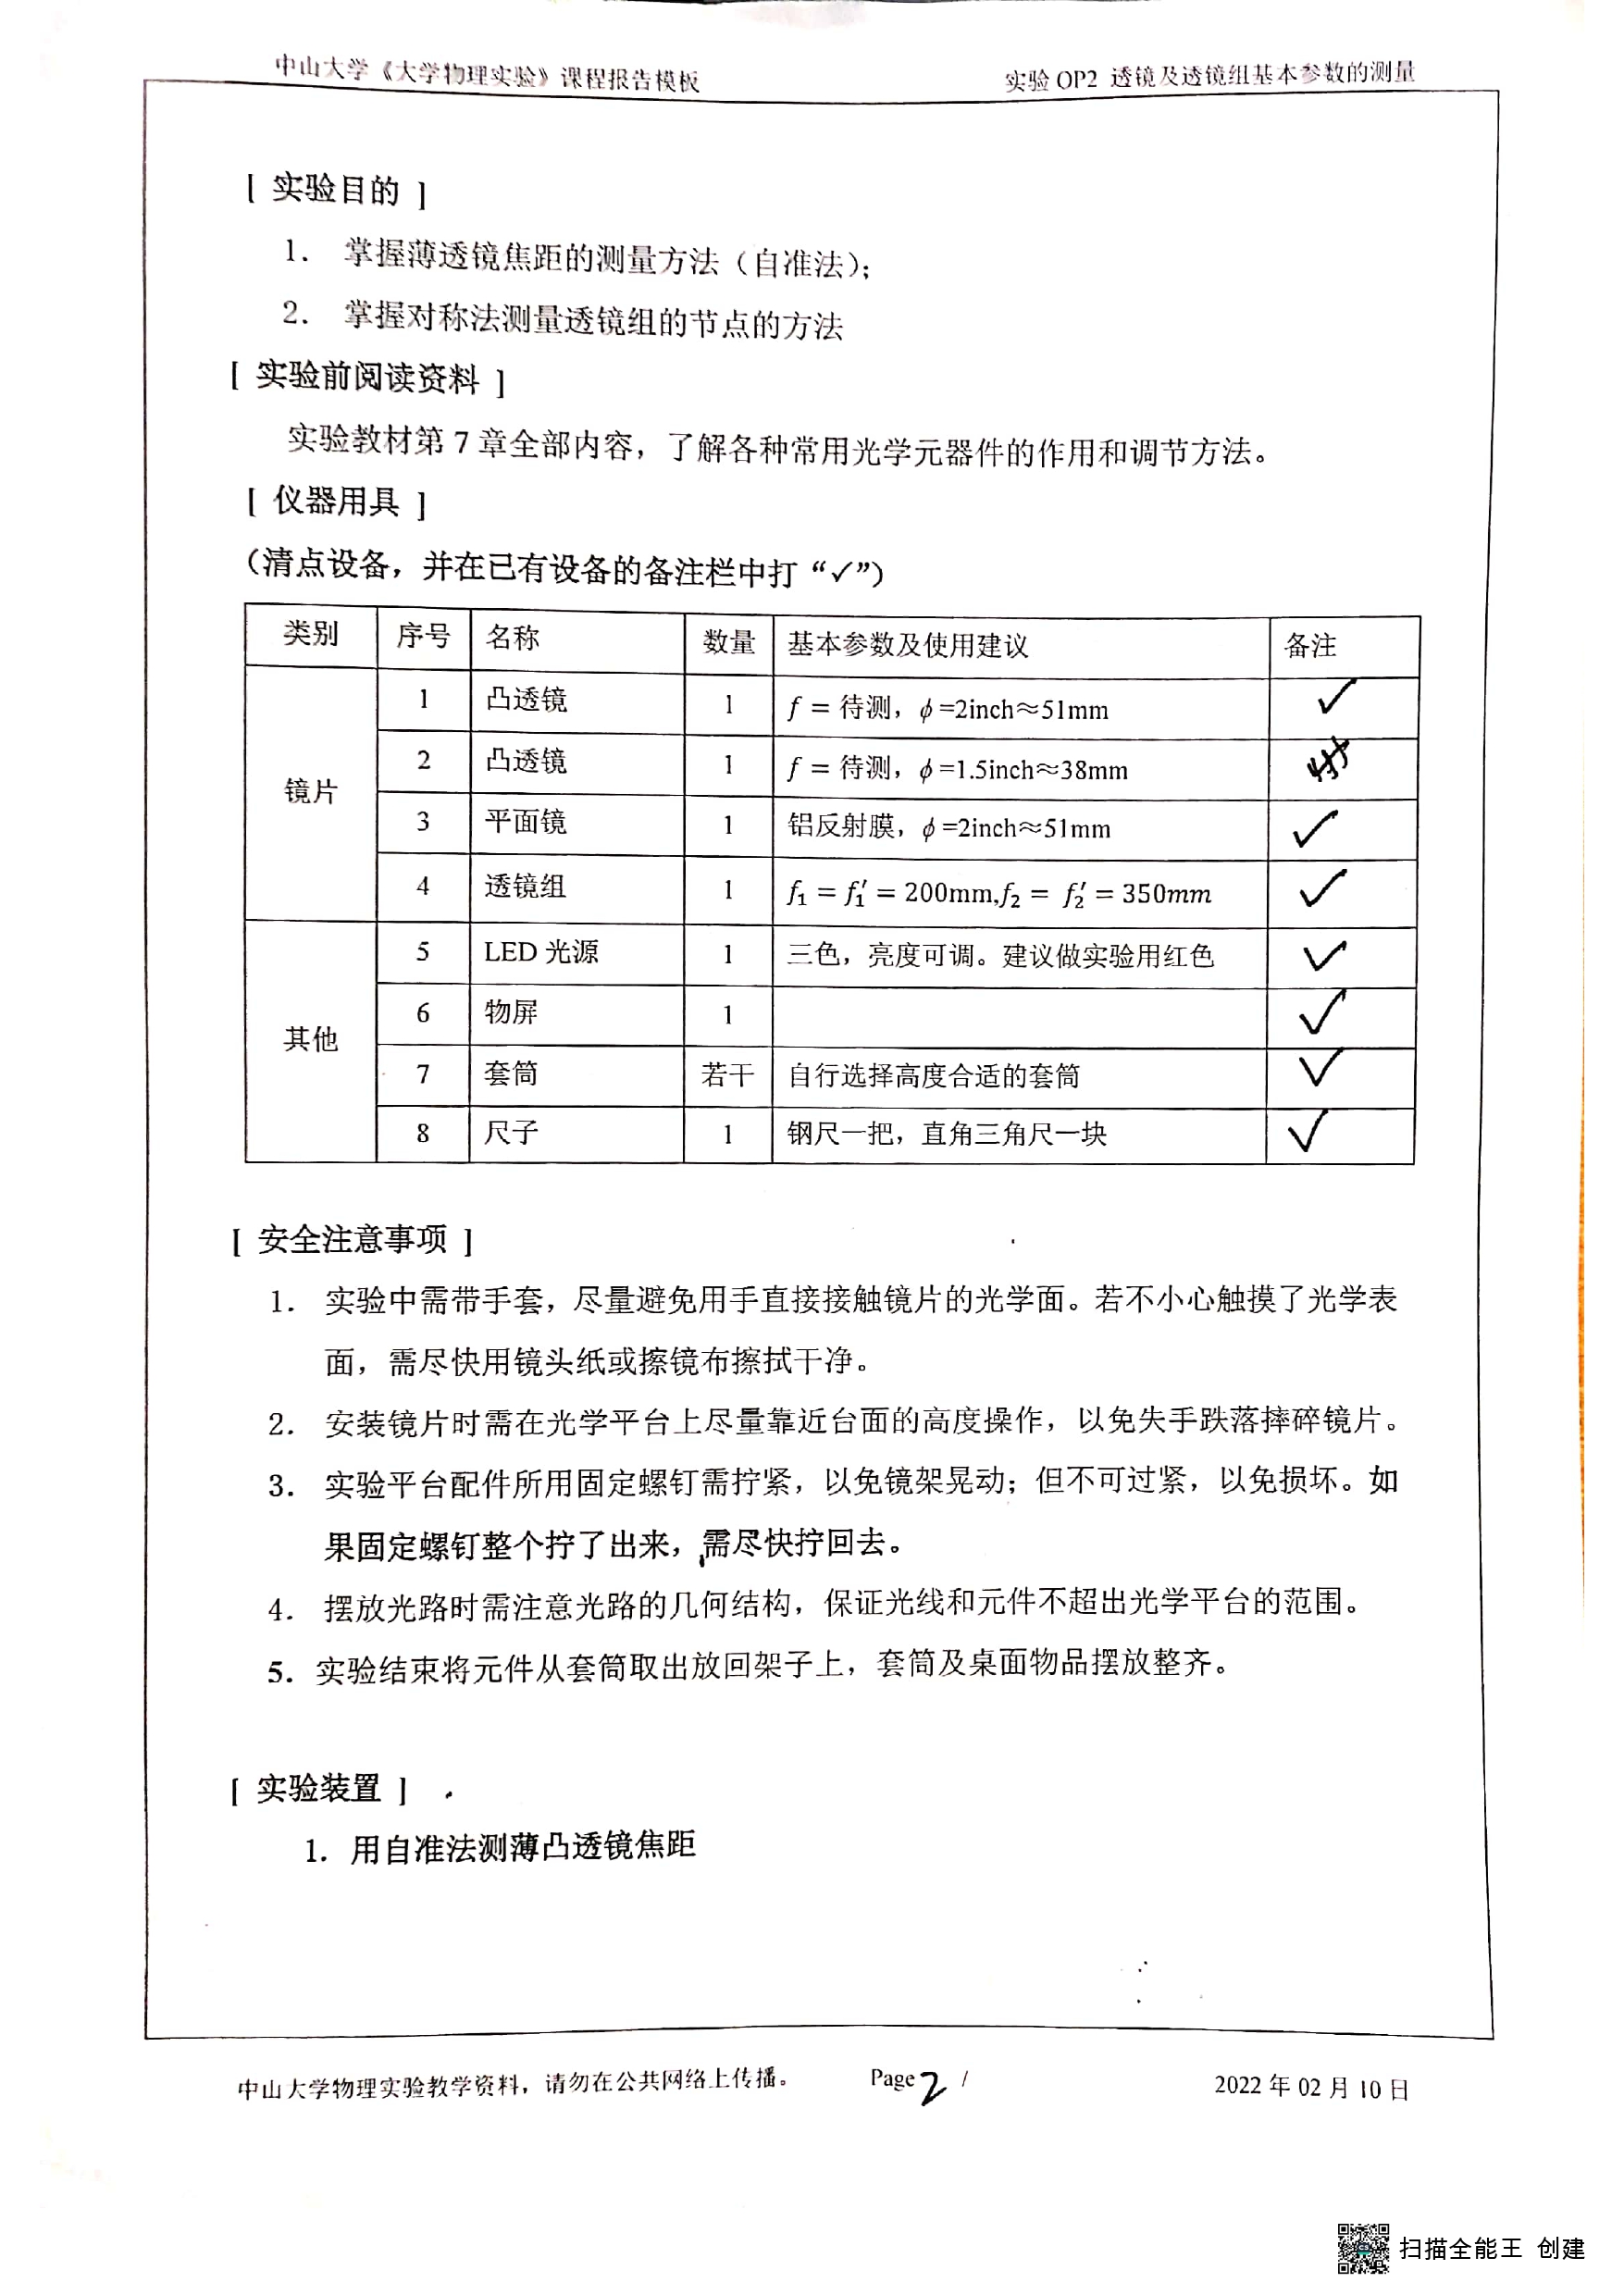 中山大学《大学物理实验》课程报告模板 实验 OP2 透镜及透镜组基本参数的测量
[ 实验目的 ]
1. 掌握薄透镜焦距的测量方法（自准法）；
2. 掌握对称法测量透镜组的节点的方法
[ 实验前阅读资料 ]
实验教材第 7 章全部内容，了解各种常用光学元器件的作用和调节方法。
[ 仪器用具 ]
（清点设备，并在已有设备的备注栏中打“✓”）
类别 序号 名称 数量 基本参数及使用建议 备注
镜片
1 凸透镜 1 f = 待测，ϕ=2inch≈51mm ✓
2 凸透镜 1 f = 待测，ϕ=1.5inch≈38mm
3 平面镜 1 铝反射膜，ϕ=2inch≈51mm ✓
4 透镜组 1 f₁ = f₁′ = 200mm,f₂ = f₂′ = 350mm ✓
其他
5 LED 光源 1 三色，亮度可调。建议做实验用红色 ✓
6 物屏 1 ✓
7 套筒 若干 自行选择高度合适的套筒 ✓
8 尺子 1 钢尺一把，直角三角尺一块 ✓
[ 安全注意事项 ]
1. 实验中需带手套，尽量避免用手直接接触镜片的光学面。若不小心触摸了光学表
面，需尽快用镜头纸或擦镜布擦拭干净。
2. 安装镜片时需在光学平台上尽量靠近台面的高度操作，以免失手跌落摔碎镜片。
3. 实验平台配件所用固定螺钉需拧紧，以免镜架晃动；但不可过紧，以免损坏。如
果固定螺钉整个拧了出来，需尽快拧回去。
4. 摆放光路时需注意光路的几何结构，保证光线和元件不超出光学平台的范围。
5. 实验结束将元件从套筒取出放回架子上，套筒及桌面物品摆放整齐。
[ 实验装置 ]
1. 用自准法测薄凸透镜焦距
中山大学物理实验教学资料，请勿在公共网络上传播。 Page 2 / 2022 年 02 月 10 日
扫描全能王 创建